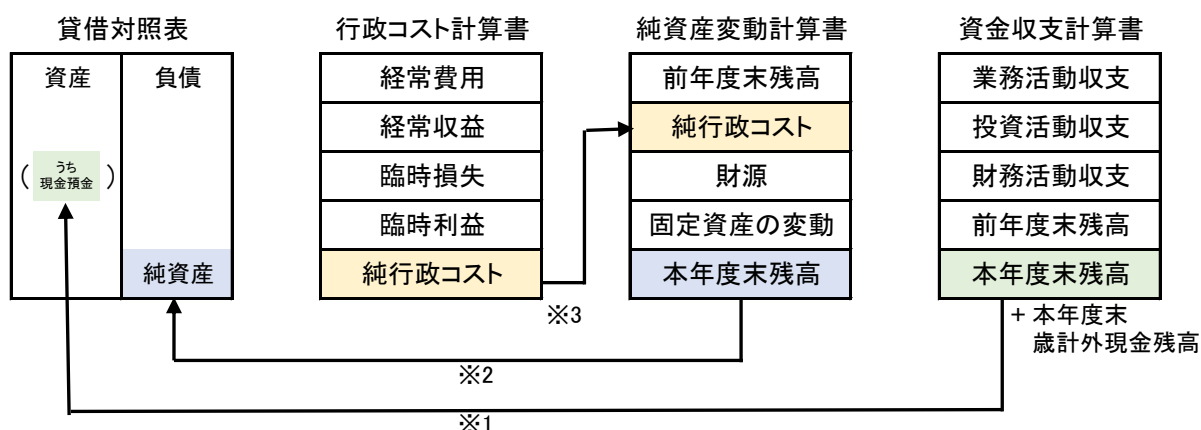 貸借対照表
資産
負債
(
うち
現金預金
)
純資産
行政コスト計算書
経常費用
経常収益
臨時損失
臨時利益
純行政コスト
純資産変動計算書
前年度末残高
純行政コスト
財源
固定資産の変動
本年度末残高
資金収支計算書
業務活動収支
投資活動収支
財務活動収支
前年度末残高
本年度末残高
+ 本年度末
歳計外現金残高
※3
※2
※1